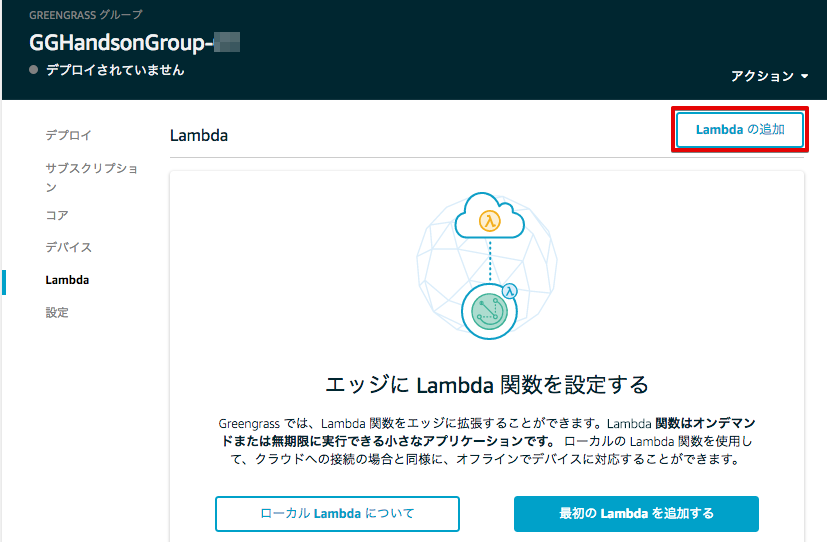 GREENGRASS グループ
GGHandsonGroup-
デプロイされていません
アクション
デプロイ
サブスクリプショ
ン
コア
デバイス
Lambda
設定
Lambda
Lambda の追加
λ
λ
エッジに Lambda 関数を設定する
Greengrass では、Lambda 関数をエッジに拡張することができます。Lambda 関数はオンデマン
ドまたは無期限に実行できる小さなアプリケーションです。 ローカルの Lambda 関数を使用し
て、クラウドへの接続の場合と同様に、オフラインでデバイスに対応することができます。
ローカル Lambda について
最初の Lambda を追加する